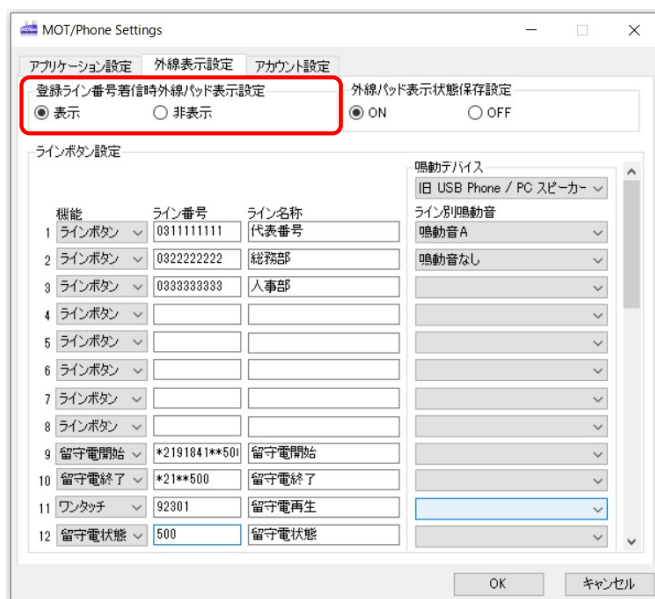 MOT/Phone Settings
アプリケーション設定 外線表示設定 アカウント設定
登録ライン番号着信時外線パッド表示設定 外線パッド表示状態保存設定
表示 非表示 ON OFF
ラインボタン設定
鳴動デバイス
旧 USB Phone / PC スピーカー
機能 ライン番号 ライン名称 ライン別鳴動音
1 ラインボタン 0311111111 代表番号 鳴動音A
2 ラインボタン 0322222222 総務部 鳴動音なし
3 ラインボタン 0333333333 人事部
4 ラインボタン
5 ラインボタン
6 ラインボタン
7 ラインボタン
8 ラインボタン
9 留守電開始 *2191841**50 留守電開始
10 留守電終了 *21**500 留守電終了
11 ワンタッチ 92301 留守電再生
12 留守電状態 500 留守電状態
OK キャンセル